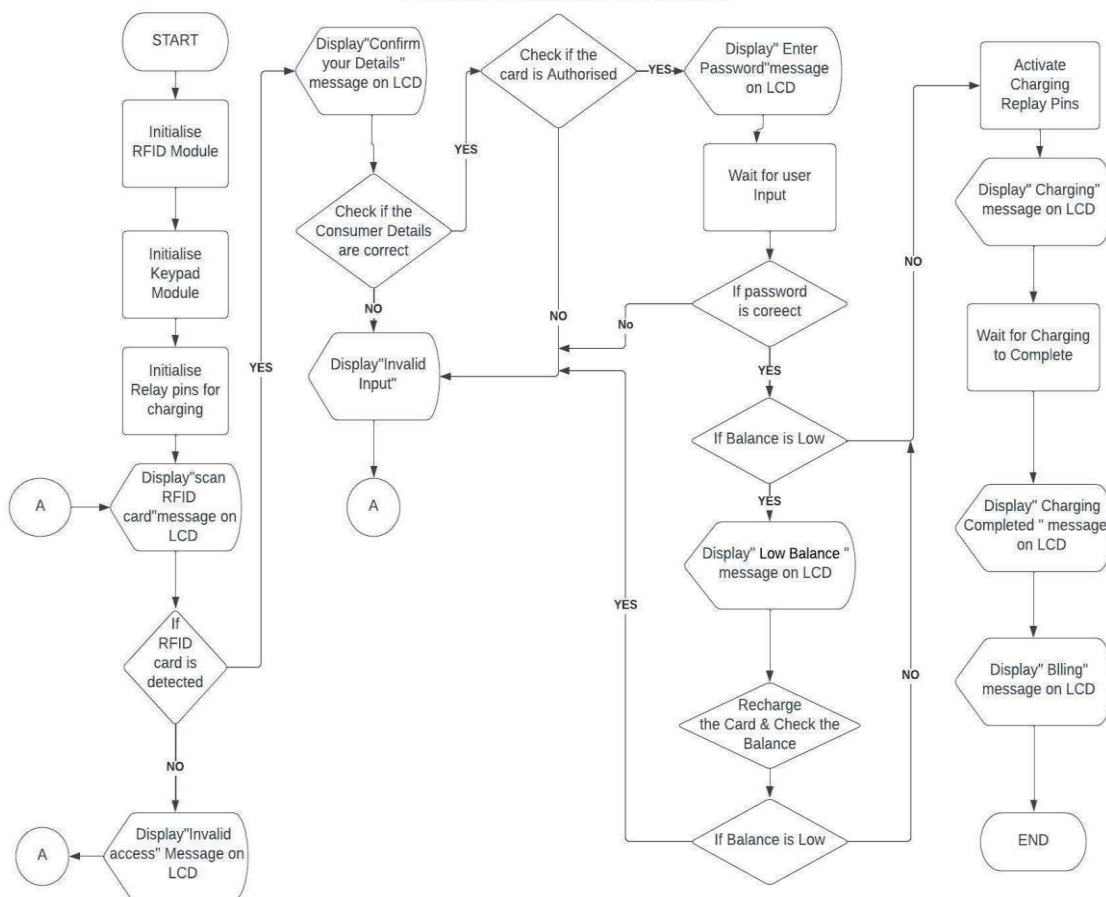 START
Initialise
RFID Module
Initialise
Keypad
Module
Initialise
Relay pins for
charging
A
Display"scan
RFID
card"message on
LCD
If
RFID
card is
detected
YES
NO
Display"Invalid
access" Message on
LCD
A
Display"Confirm
your Details"
message on LCD
Check if the
Consumer Details
are correct
YES
NO
Display"Invalid
Input"
A
Check if the
card is Authorised
YES
NO
Display" Enter
Password"message
on LCD
Wait for user
Input
If password
is coreect
No
YES
If Balance is Low
NO
YES
Display" Low Balance "
message on LCD
Recharge
the Card & Check the
Balance
If Balance is Low
YES
NO
Activate
Charging
Replay Pins
Display" Charging"
message on LCD
Wait for Charging
to Complete
Display" Charging
Completed " message
on LCD
Display" Blling"
message on LCD
END